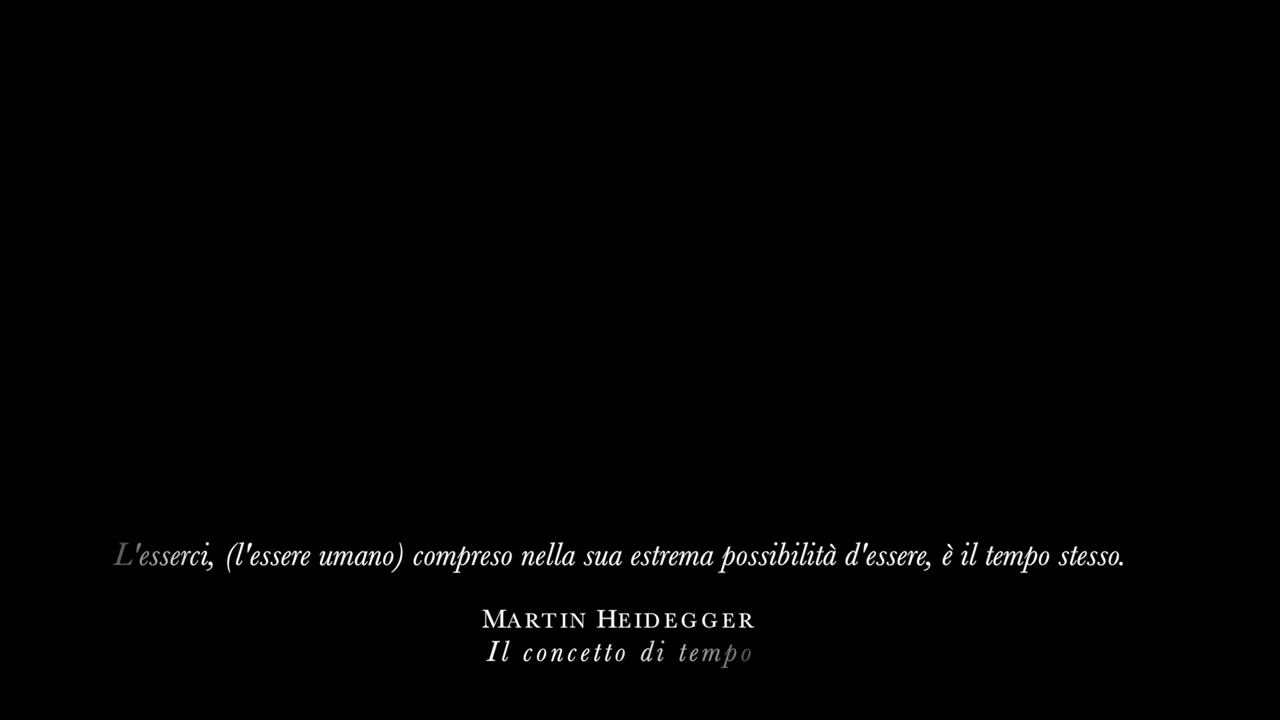 L'esserci, (l'essere umano) compreso nella sua estrema possibilità d'essere, è il tempo stesso.
MARTIN HEIDEGGER
Il concetto di tempo